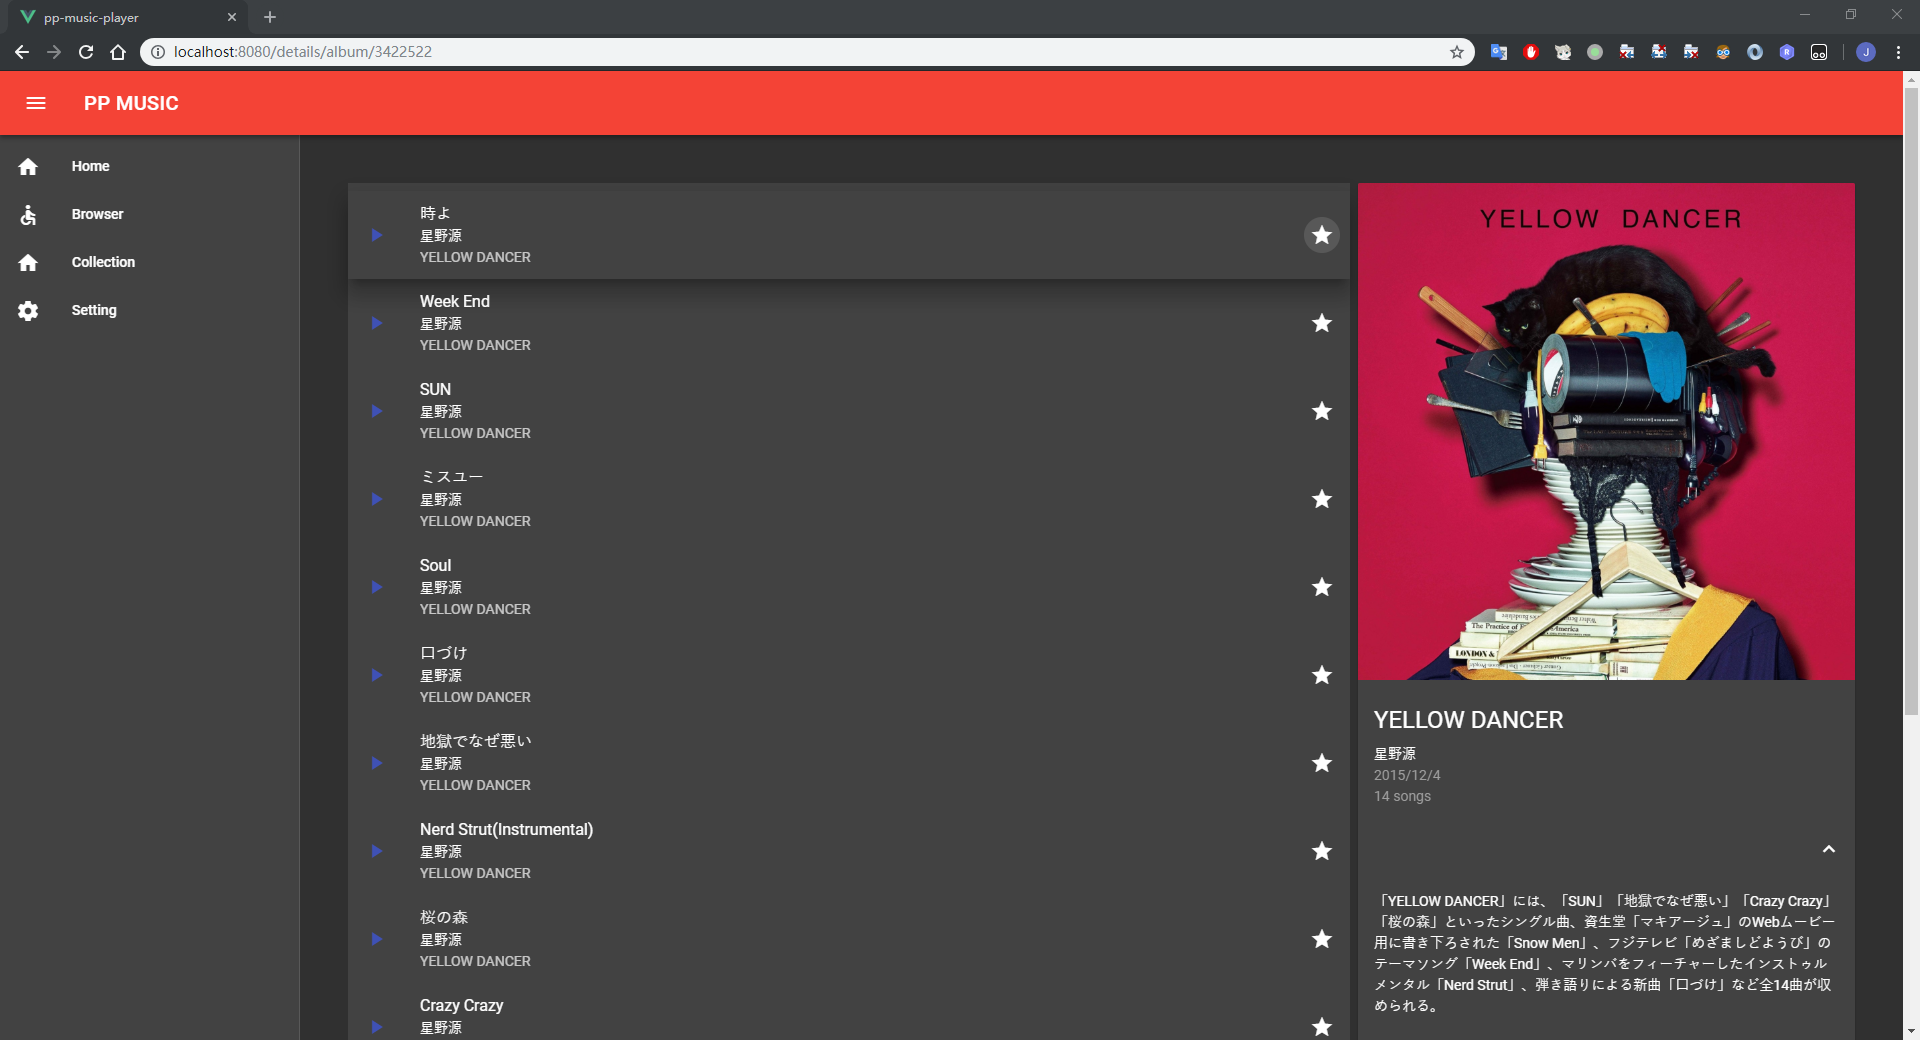 pp-music-player
localhost:8080/details/album/3422522
J
PP MUSIC
Home
Browser
Collection
Setting
時よ
星野源
YELLOW DANCER
Week End
星野源
YELLOW DANCER
SUN
星野源
YELLOW DANCER
ミスユー
星野源
YELLOW DANCER
Soul
星野源
YELLOW DANCER
口づけ
星野源
YELLOW DANCER
地獄でなぜ悪い
星野源
YELLOW DANCER
Nerd Strut(Instrumental)
星野源
YELLOW DANCER
桜の森
星野源
YELLOW DANCER
Crazy Crazy
星野源
YELLOW DANCER
The Practice of
America
LONDON &
YELLOW DANCER
星野源
2015/12/4
14 songs
「YELLOW DANCER」には、「SUN」「地獄でなぜ悪い」「Crazy Crazy」
「桜の森」といったシングル曲、資生堂「マキアージュ」のWebムービー
用に書き下ろされた「Snow Men」、フジテレビ「めざましどようび」の
テーマソング「Week End」、マリンバをフィーチャーしたインストゥル
メンタル「Nerd Strut」、弾き語りによる新曲「口づけ」など全14曲が収
められる。